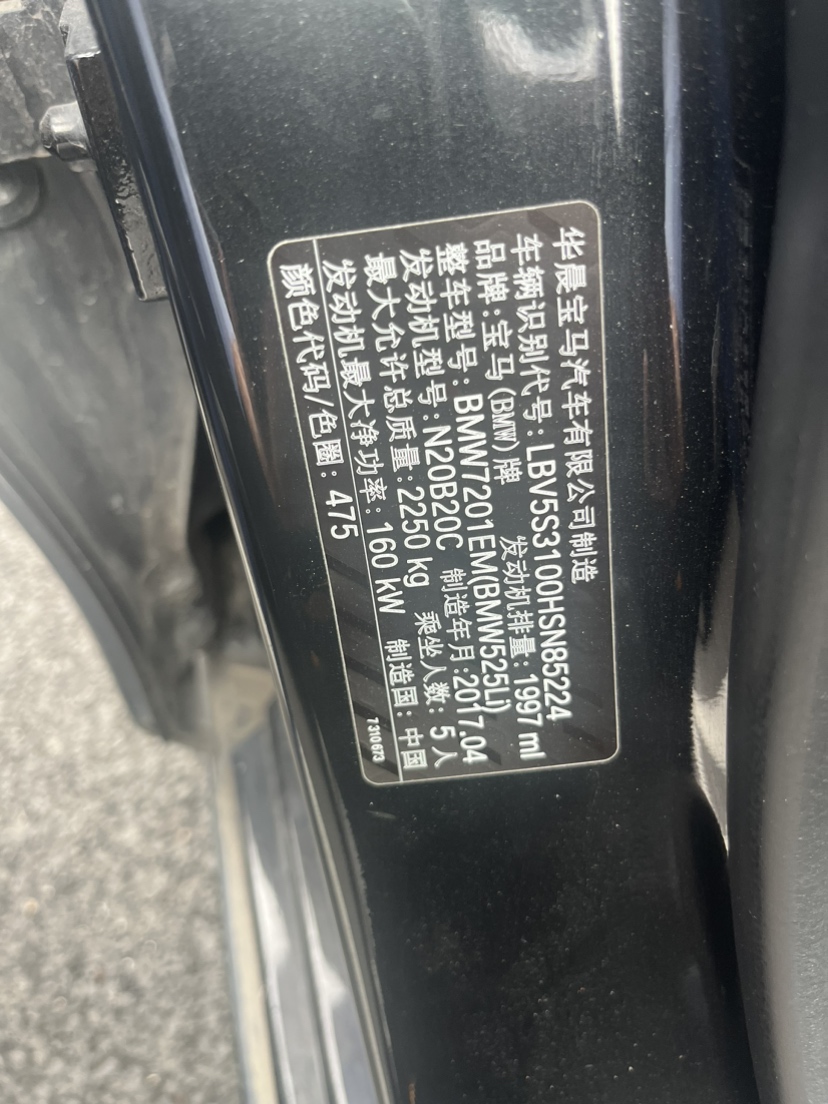 华晨宝马汽车有限公司制造
车辆识别代号: LBV5S3100HSN85224
品牌: 宝马(BMW)牌 发动机排量: 1997 ml
整车型号: BMW7201EM(BMW525Li)
发动机型号: N20B20C 制造年月: 2017.04
最大允许总质量: 2250 kg 乘坐人数: 5人
发动机最大净功率: 160 kW 制造国: 中国
颜色代码/色圈: 475 7310673